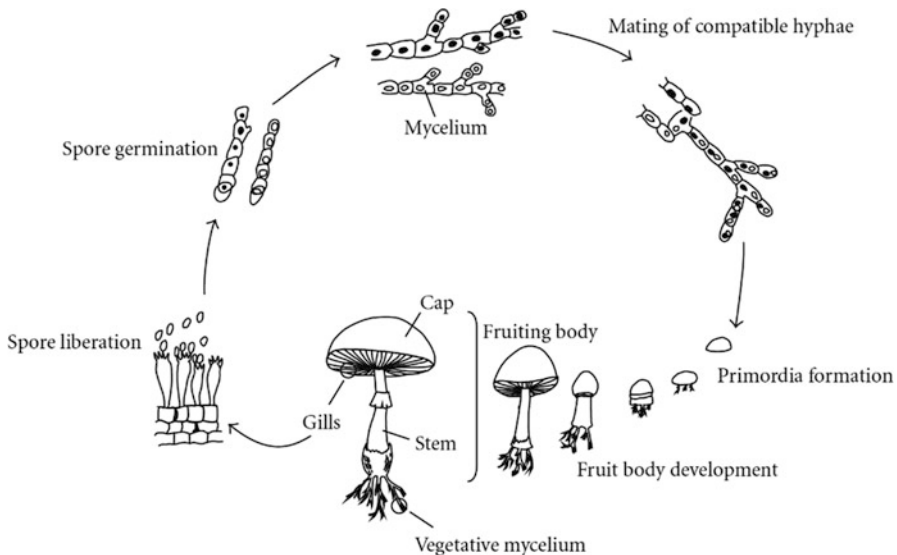 Mating of compatible hyphae
Mycelium
Spore germination
Cap
Spore liberation
Fruiting body
Primordia formation
Gills
Stem
Fruit body development
Vegetative mycelium